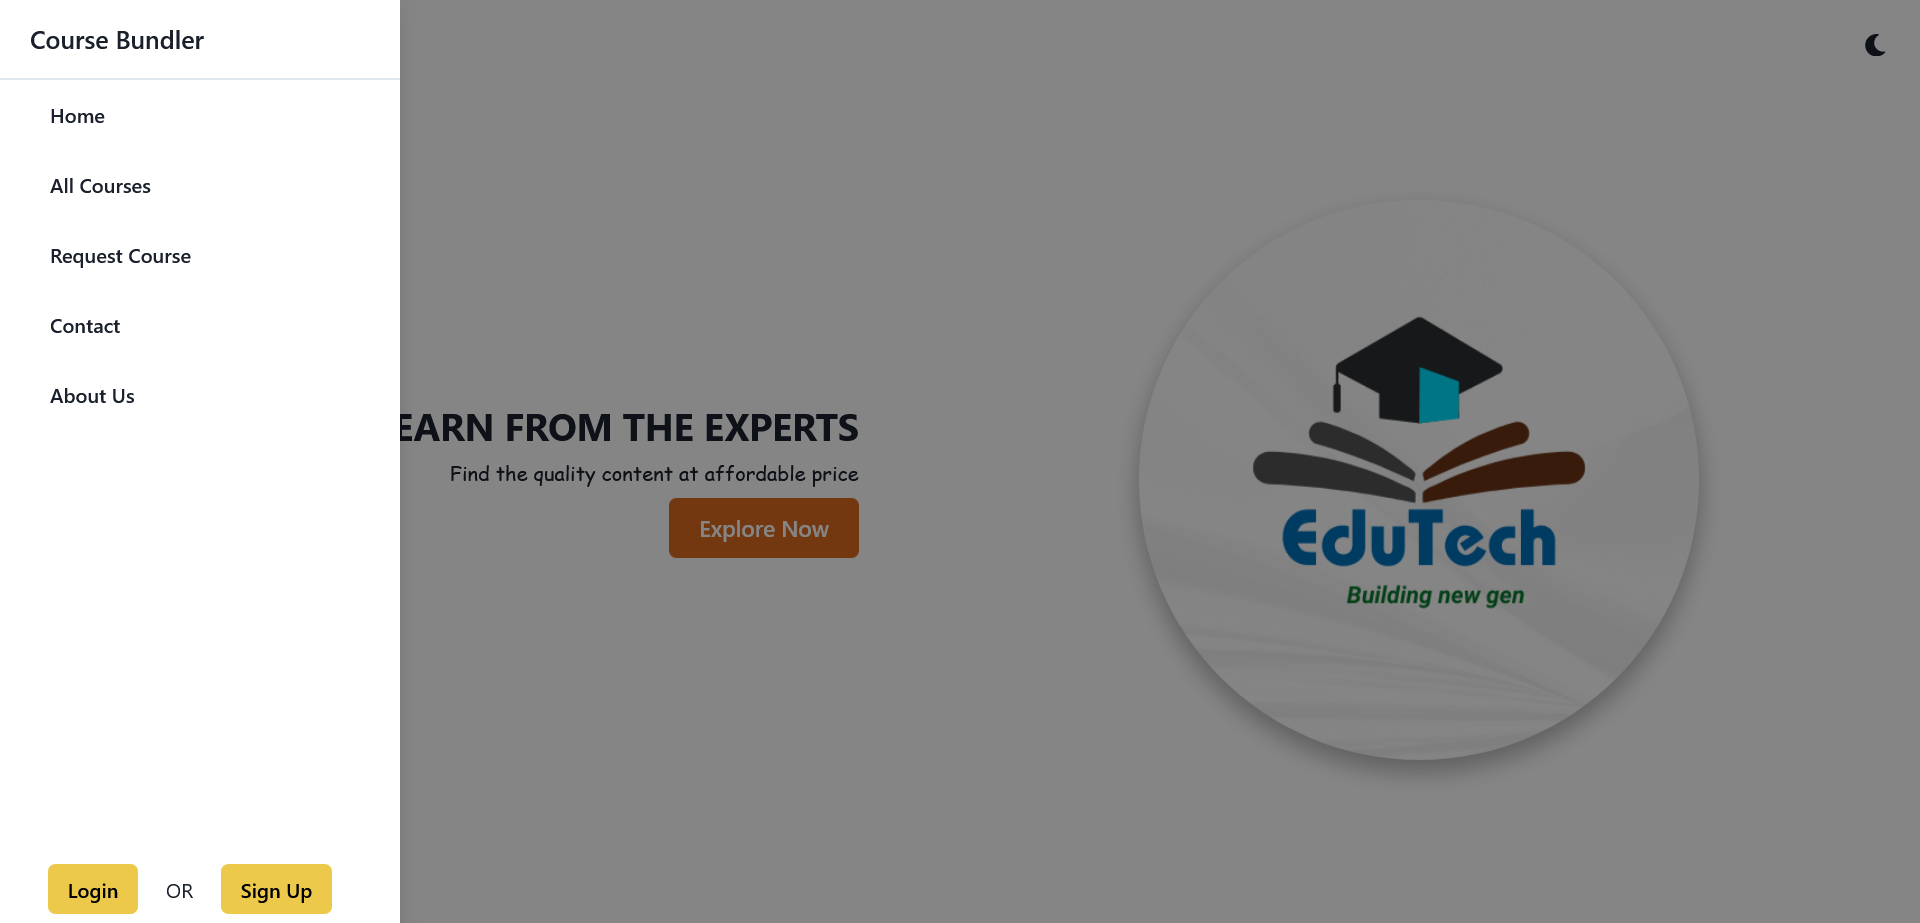 Course Bundler
Home
All Courses
Request Course
Contact
About Us
Login
OR
Sign Up
EARN FROM THE EXPERTS
Find the quality content at affordable price
Explore Now
EduTech
Building new gen